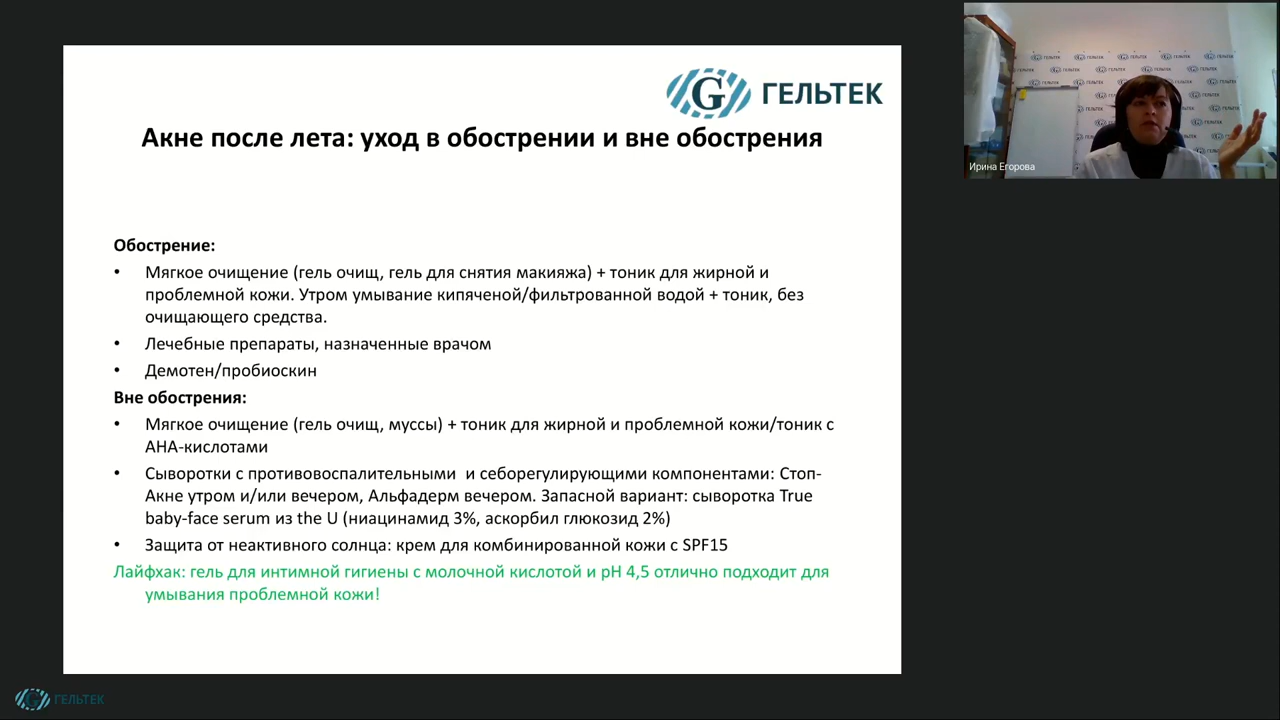 ГЕЛЬТЕК
Акне после лета: уход в обострении и вне обострения
Обострение:
• Мягкое очищение (гель очищ, гель для снятия макияжа) + тоник для жирной и
проблемной кожи. Утром умывание кипяченой/фильтрованной водой + тоник, без
очищающего средства.
• Лечебные препараты, назначенные врачом
• Демотен/пробиоскин
Вне обострения:
• Мягкое очищение (гель очищ, муссы) + тоник для жирной и проблемной кожи/тоник с
АНА-кислотами
• Сыворотки с противовоспалительными и себорегулирующими компонентами: Стоп-
Акне утром и/или вечером, Альфадерм вечером. Запасной вариант: сыворотка True
baby-face serum из the U (ниацинамид 3%, аскорбил глюкозид 2%)
• Защита от неактивного солнца: крем для комбинированной кожи с SPF15
Лайфхак: гель для интимной гигиены с молочной кислотой и pH 4,5 отлично подходит для
умывания проблемной кожи!
Ирина Егорова
ГЕЛЬТЕК